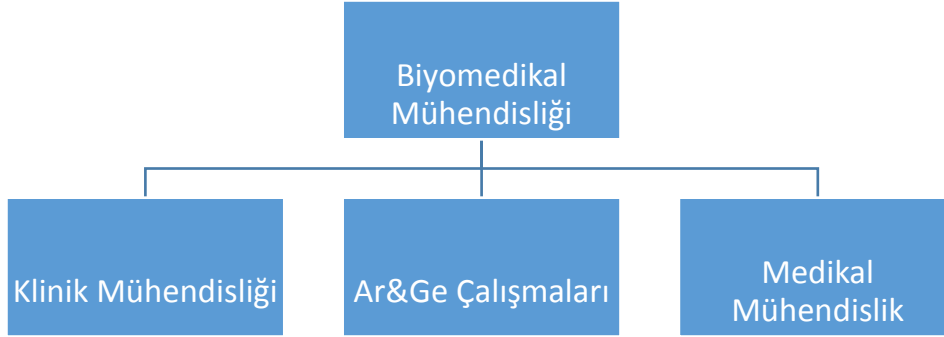 Biyomedikal
Mühendisliği
Klinik Mühendisliği
Ar&Ge Çalışmaları
Medikal
Mühendislik